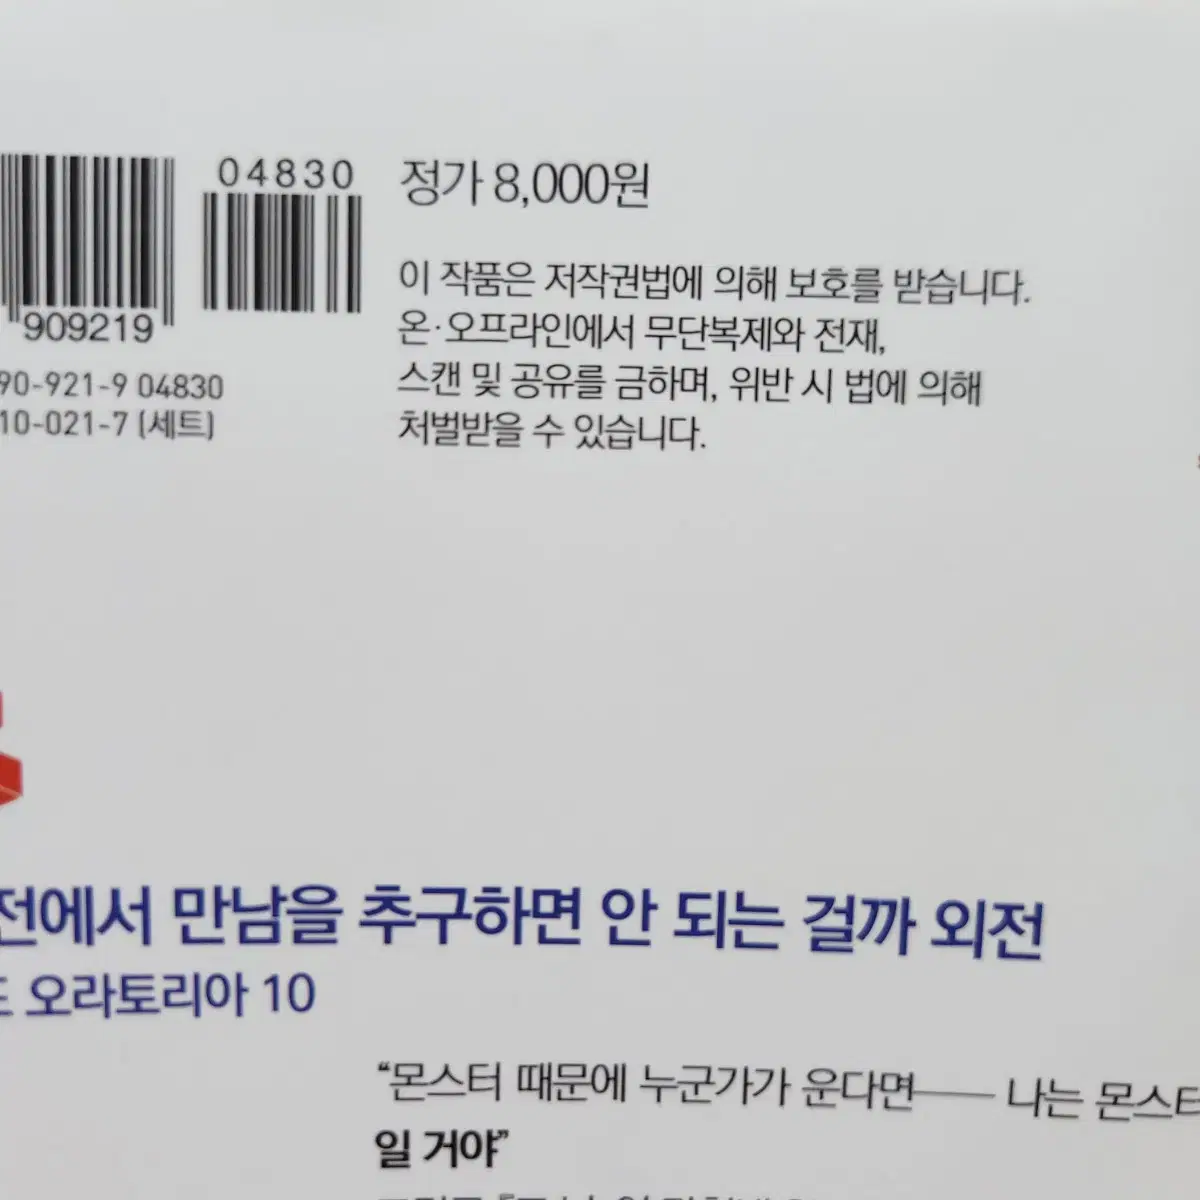 04830
정가 8,000원
이 작품은 저작권법에 의해 보호를 받습니다.
온·오프라인에서 무단복제와 전재,
스캔 및 공유를 금하며, 위반 시 법에 의해
처벌받을 수 있습니다.
909219
90-921-9 04830
10-021-7 (세트)
전에서 만남을 추구하면 안 되는 걸까 외전
오라토리아 10
“몬스터 때문에 누군가가 운다면── 나는 몬스터
일 거야”